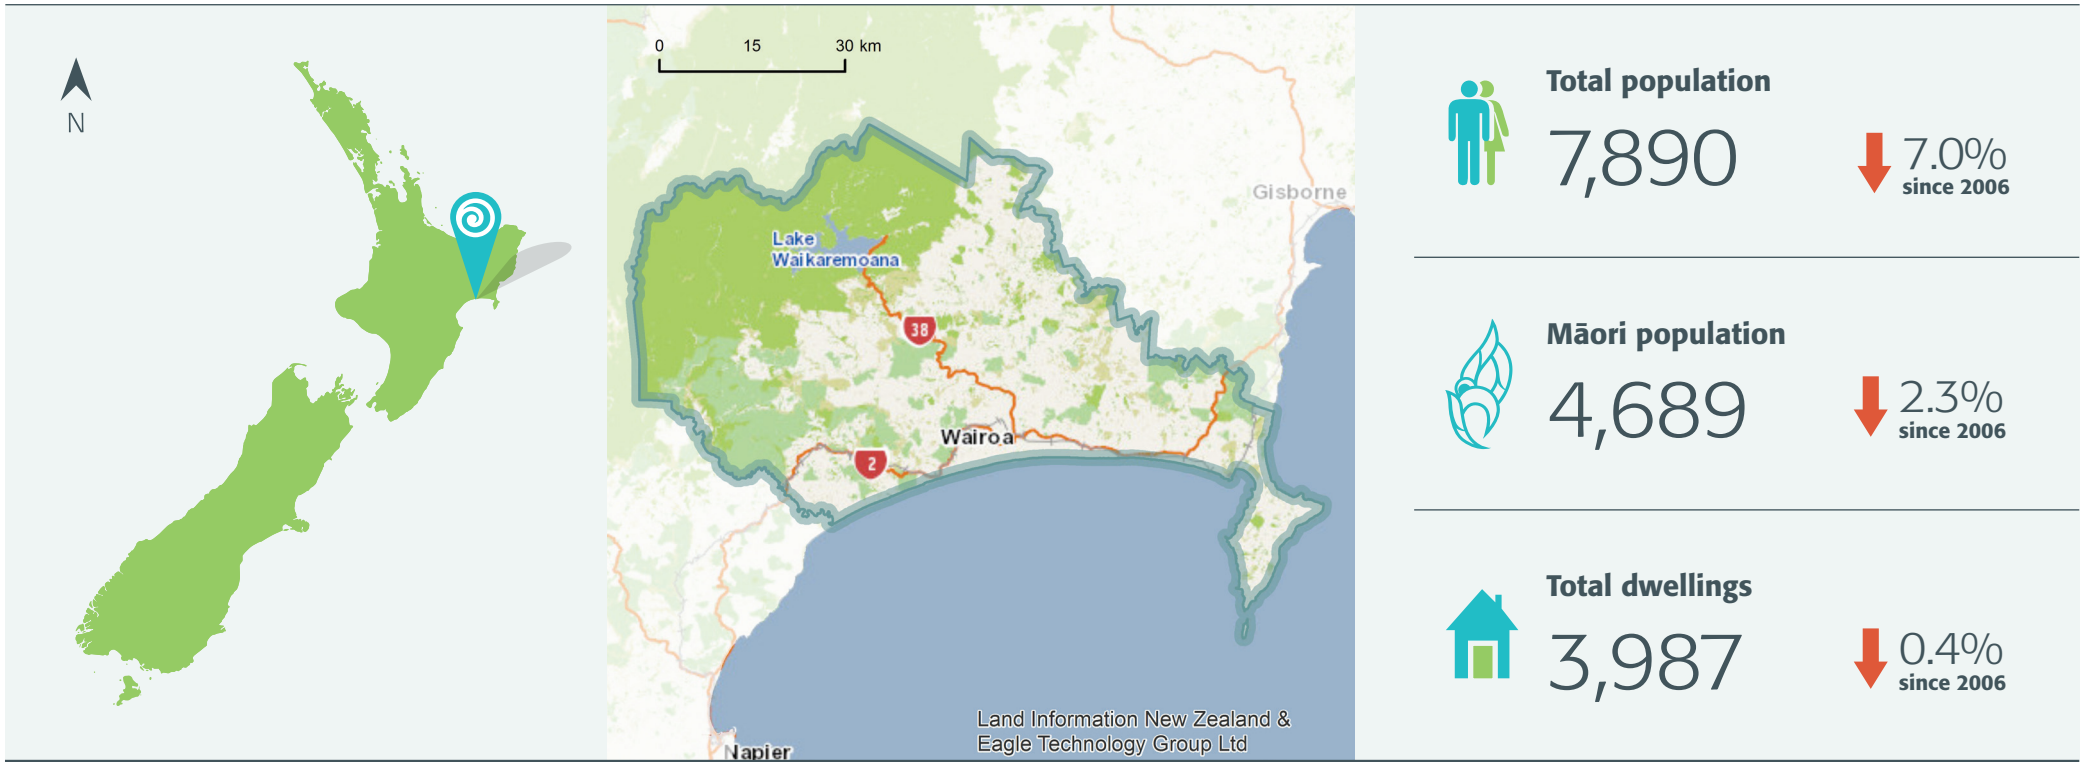 N
0 15 30 km
Gisborne
Lake
Waikaremoana
38
Wairoa
2
Napier
Land Information New Zealand &
Eagle Technology Group Ltd
Total population
7,890
7.0%
since 2006
Māori population
4,689
2.3%
since 2006
Total dwellings
3,987
0.4%
since 2006